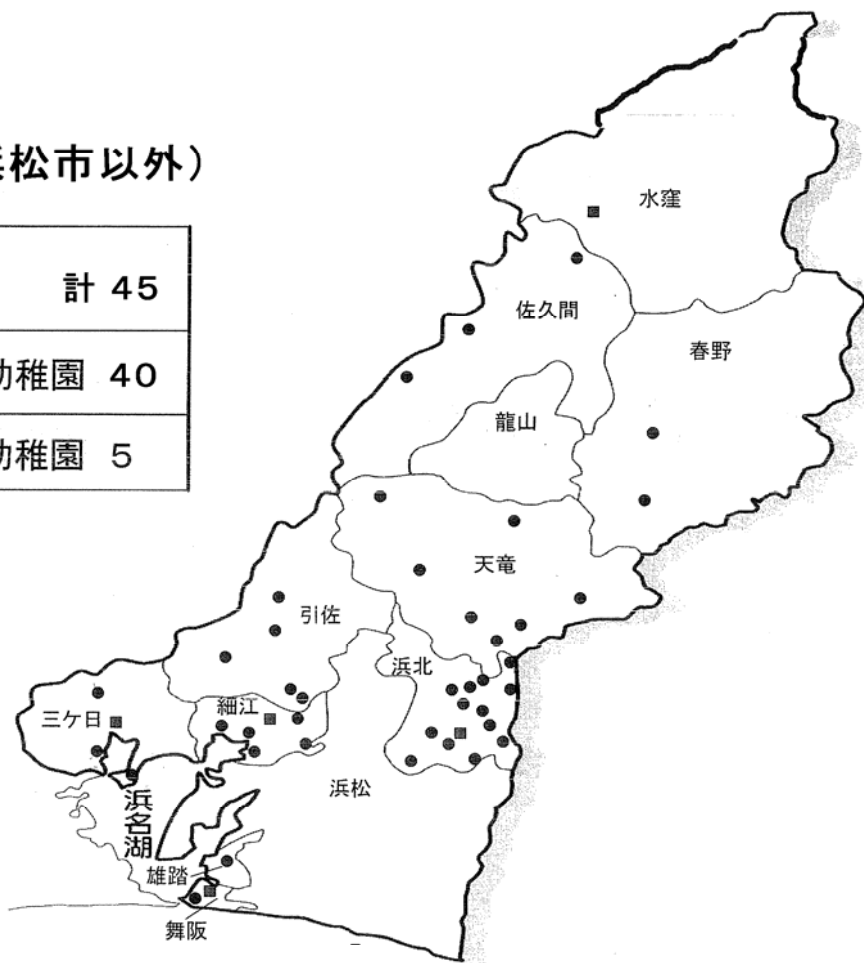 松市以外）
計 45
幼稚園 40
幼稚園 5
水窪
佐久間
春野
龍山
天竜
引佐
浜北
細江
三ケ日
浜松
浜名湖
雄踏
舞阪